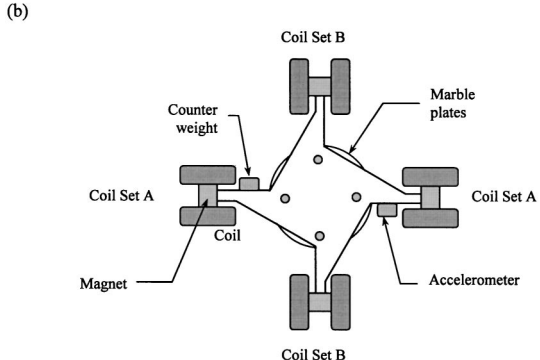 (b)
Coil Set B
Counter
weight
Marble
plates
Coil Set A
Coil Set A
Coil
Magnet
Accelerometer
Coil Set B